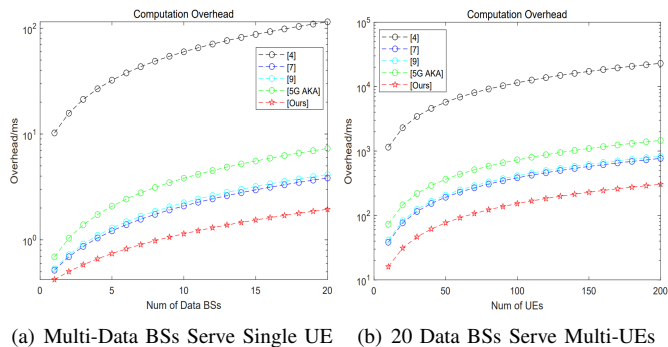 Computation Overhead
10^2
10^1
10^0
Overhead/ms
[4]
[7]
[9]
[5G AKA]
[Ours]
0 5 10 15 20
Num of Data BSs
(a) Multi-Data BSs Serve Single UE
Computation Overhead
10^5
10^4
10^3
10^2
10^1
Overhead/ms
[4]
[7]
[9]
[5G AKA]
[Ours]
0 50 100 150 200
Num of UEs
(b) 20 Data BSs Serve Multi-UEs